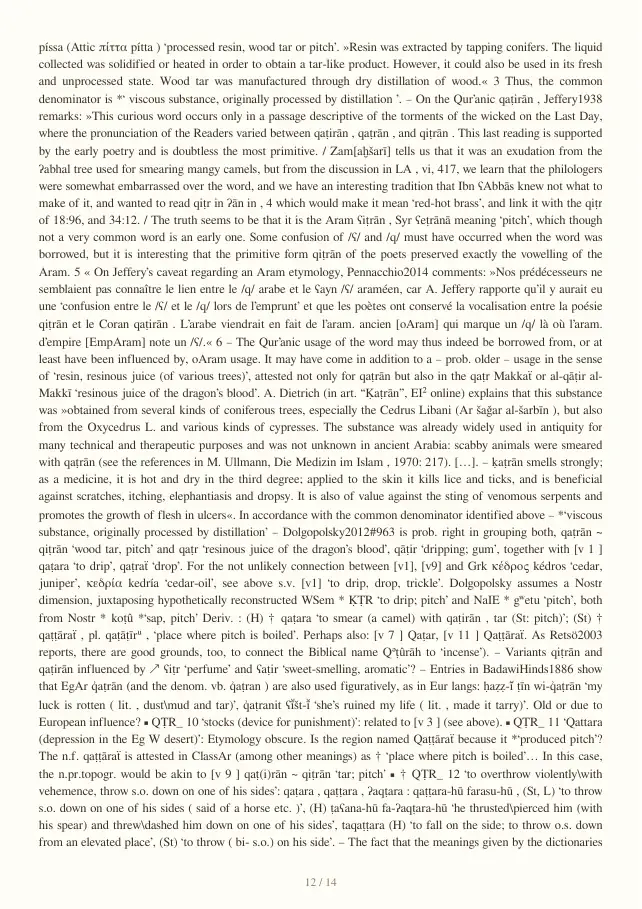 píssa (Attic πίττα pítta ) ‘processed resin, wood tar or pitch’. »Resin was extracted by tapping conifers. The liquid
collected was solidified or heated in order to obtain a tar-like product. However, it could also be used in its fresh
and unprocessed state. Wood tar was manufactured through dry distillation of wood.« 3 Thus, the common
denominator is *‘ viscous substance, originally processed by distillation ’. – On the Qurʾanic qaṭirān , Jeffery1938
remarks: »This curious word occurs only in a passage descriptive of the torments of the wicked on the Last Day,
where the pronunciation of the Readers varied between qaṭirān , qaṭrān , and qiṭrān . This last reading is supported
by the early poetry and is doubtless the most primitive. / Zam[aḫšarī] tells us that it was an exudation from the
ʔabhal tree used for smearing mangy camels, but from the discussion in LA , vi, 417, we learn that the philologers
were somewhat embarrassed over the word, and we have an interesting tradition that Ibn ʕAbbās knew not what to
make of it, and wanted to read qiṭr in ʔān in , 4 which would make it mean ‘red-hot brass’, and link it with the qiṭr
of 18:96, and 34:12. / The truth seems to be that it is the Aram ʕiṭrān , Syr ʕeṭrānā meaning ‘pitch’, which though
not a very common word is an early one. Some confusion of /ʕ/ and /q/ must have occurred when the word was
borrowed, but it is interesting that the primitive form qiṭrān of the poets preserved exactly the vowelling of the
Aram. 5 « On Jeffery’s caveat regarding an Aram etymology, Pennacchio2014 comments: »Nos prédécesseurs ne
semblaient pas connaître le lien entre le /q/ arabe et le ʕayn /ʕ/ araméen, car A. Jeffery rapporte qu’il y aurait eu
une ‘confusion entre le /ʕ/ et le /q/ lors de l’emprunt’ et que les poètes ont conservé la vocalisation entre la poésie
qiṭrān et le Coran qaṭirān . L’arabe viendrait en fait de l’aram. ancien [oAram] qui marque un /q/ là où l’aram.
d’empire [EmpAram] note un /ʕ/.« 6 – The Qurʾanic usage of the word may thus indeed be borrowed from, or at
least have been influenced by, oAram usage. It may have come in addition to a – prob. older – usage in the sense
of ‘resin, resinous juice (of various trees)’, attested not only for qaṭrān but also in the qaṭr Makkaī̈ or al-qāṭir al-
Makkī ‘resinous juice of the dragon’s blood’. A. Dietrich (in art. “Ḳaṭrān”, EI² online) explains that this substance
was »obtained from several kinds of coniferous trees, especially the Cedrus Libani (Ar šaǧar al-šarbīn ), but also
from the Oxycedrus L. and various kinds of cypresses. The substance was already widely used in antiquity for
many technical and therapeutic purposes and was not unknown in ancient Arabia: scabby animals were smeared
with qaṭrān (see the references in M. Ullmann, Die Medizin im Islam , 1970: 217). […]. – ḳaṭrān smells strongly;
as a medicine, it is hot and dry in the third degree; applied to the skin it kills lice and ticks, and is beneficial
against scratches, itching, elephantiasis and dropsy. It is also of value against the sting of venomous serpents and
promotes the growth of flesh in ulcers«. In accordance with the common denominator identified above – *‘viscous
substance, originally processed by distillation’ – Dolgopolsky2012#963 is prob. right in grouping both, qaṭrān ~
qiṭrān ‘wood tar, pitch’ and qaṭr ‘resinous juice of the dragon’s blood’, qāṭir ‘dripping; gum’, together with [v 1 ]
qaṭara ‘to drip’, qaṭraẗ ‘drop’. For the not unlikely connection between [v1], [v9] and Grk κέδρος kédros ‘cedar,
juniper’, κεδρία kedría ‘cedar-oil’, see above s.v. [v1] ‘to drip, drop, trickle’. Dolgopolsky assumes a Nostr
dimension, juxtaposing hypothetically reconstructed WSem * ḲṬR ‘to drip; pitch’ and NaIE * gʷetu ‘pitch’, both
from Nostr * ḳoṭû *‘sap, pitch’ Deriv. : (H) † qaṭara ‘to smear (a camel) with qaṭirān , tar (St: pitch)’; (St) †
qaṭṭāraẗ , pl. qaṭāṭīrᵘ , ‘place where pitch is boiled’. Perhaps also: [v 7 ] Qaṭar, [v 11 ] Qaṭṭāraẗ. As Retsö2003
reports, there are good grounds, too, to connect the Biblical name Qᵊṭûrāh to ‘incense’). – Variants qiṭrān and
qaṭirān influenced by ↗ ʕiṭr ‘perfume’ and ʕaṭir ‘sweet-smelling, aromatic’? – Entries in BadawiHinds1886 show
that EgAr q̇aṭrān (and the denom. vb. q̇aṭran ) are also used figuratively, as in Eur langs: ḥaẓẓ-ĭ ṭīn wi-q̇aṭrān ‘my
luck is rotten ( lit. , dust\mud and tar)’, q̇aṭranit ʕīšt-ĭ ‘she’s ruined my life ( lit. , made it tarry)’. Old or due to
European influence? ▪ QṬR_ 10 ‘stocks (device for punishment)’: related to [v 3 ] (see above). ▪ QṬR_ 11 ‘Qattara
(depression in the Eg W desert)’: Etymology obscure. Is the region named Qaṭṭāraẗ because it *‘produced pitch’?
The n.f. qaṭṭāraẗ is attested in ClassAr (among other meanings) as † ‘place where pitch is boiled’… In this case,
the n.pr.topogr. would be akin to [v 9 ] qaṭ(i)rān ~ qiṭrān ‘tar; pitch’ ▪ † QṬR_ 12 ‘to overthrow violently\with
vehemence, throw s.o. down on one of his sides’: qaṭara , qaṭṭara , ʔaqṭara : qaṭṭara-hū farasu-hū , (St, L) ‘to throw
s.o. down on one of his sides ( said of a horse etc. )’, (H) ṭaʕana-hū fa-ʔaqṭara-hū ‘he thrusted\pierced him (with
his spear) and threw\dashed him down on one of his sides’, taqaṭṭara (H) ‘to fall on the side; to throw o.s. down
from an elevated place’, (St) ‘to throw ( bi- s.o.) on his side’. – The fact that the meanings given by the dictionaries
12 / 14